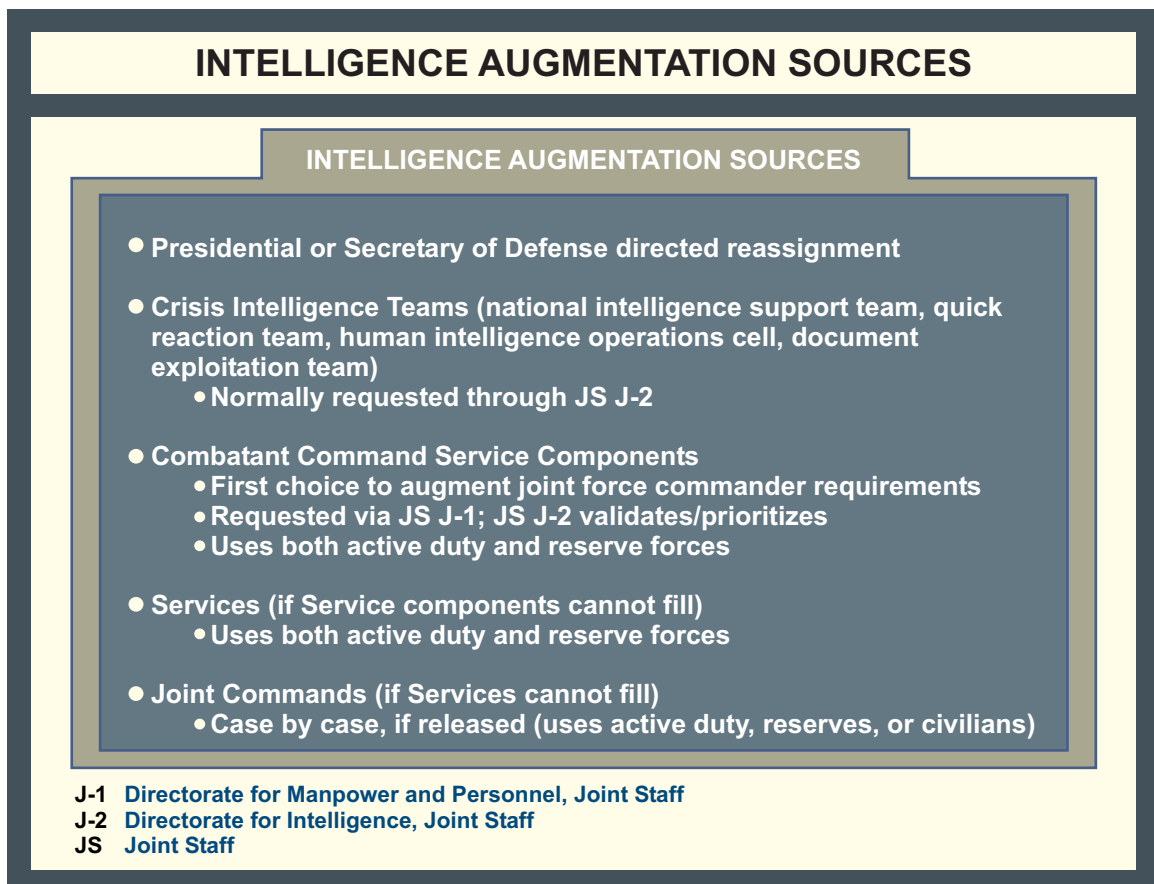 INTELLIGENCE AUGMENTATION SOURCES
INTELLIGENCE AUGMENTATION SOURCES
• Presidential or Secretary of Defense directed reassignment
• Crisis Intelligence Teams (national intelligence support team, quick
reaction team, human intelligence operations cell, document
exploitation team)
• Normally requested through JS J-2
• Combatant Command Service Components
• First choice to augment joint force commander requirements
• Requested via JS J-1; JS J-2 validates/prioritizes
• Uses both active duty and reserve forces
• Services (if Service components cannot fill)
• Uses both active duty and reserve forces
• Joint Commands (if Services cannot fill)
• Case by case, if released (uses active duty, reserves, or civilians)
J-1 Directorate for Manpower and Personnel, Joint Staff
J-2 Directorate for Intelligence, Joint Staff
JS Joint Staff